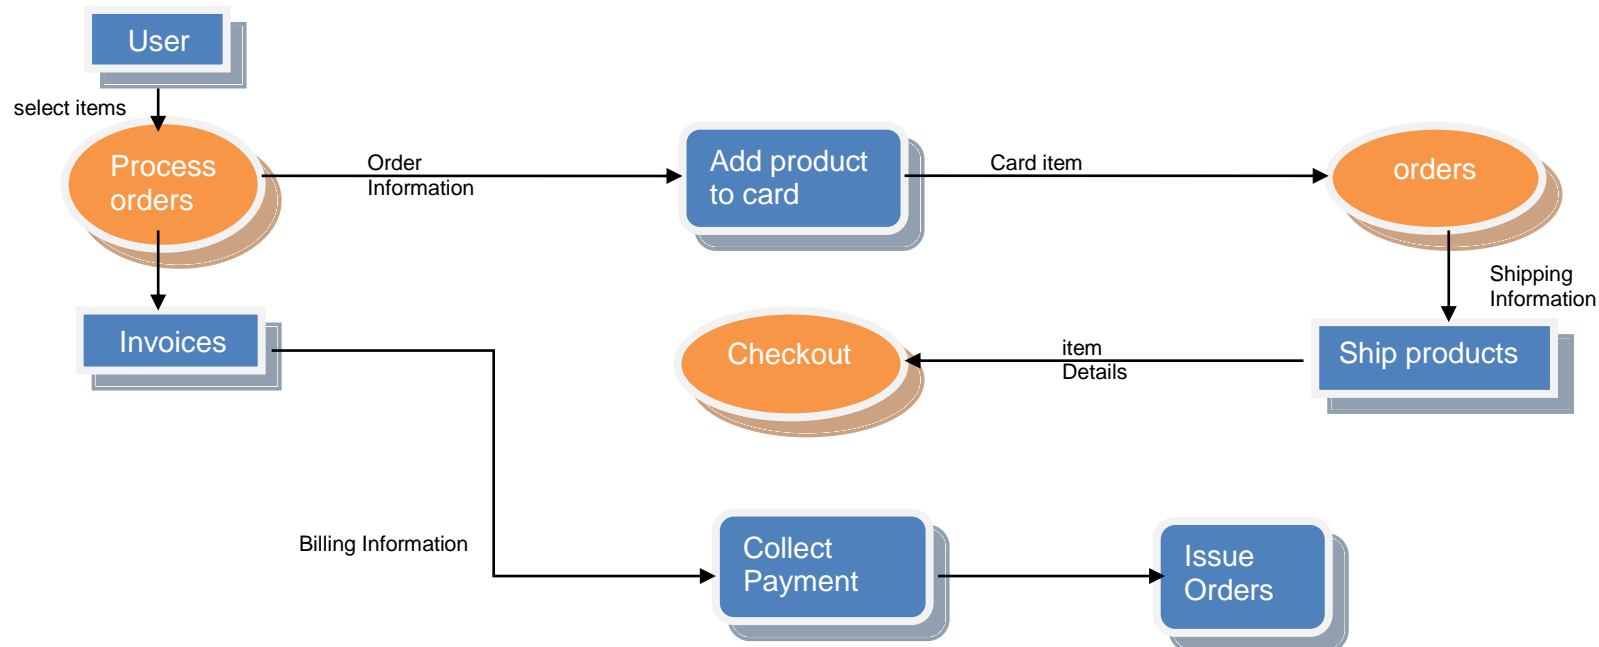 User
select items
Process
orders
Order
Information
Add product
to card
Card item
orders
Shipping
Information
Invoices
Checkout
item
Details
Ship products
Billing Information
Collect
Payment
Issue
Orders